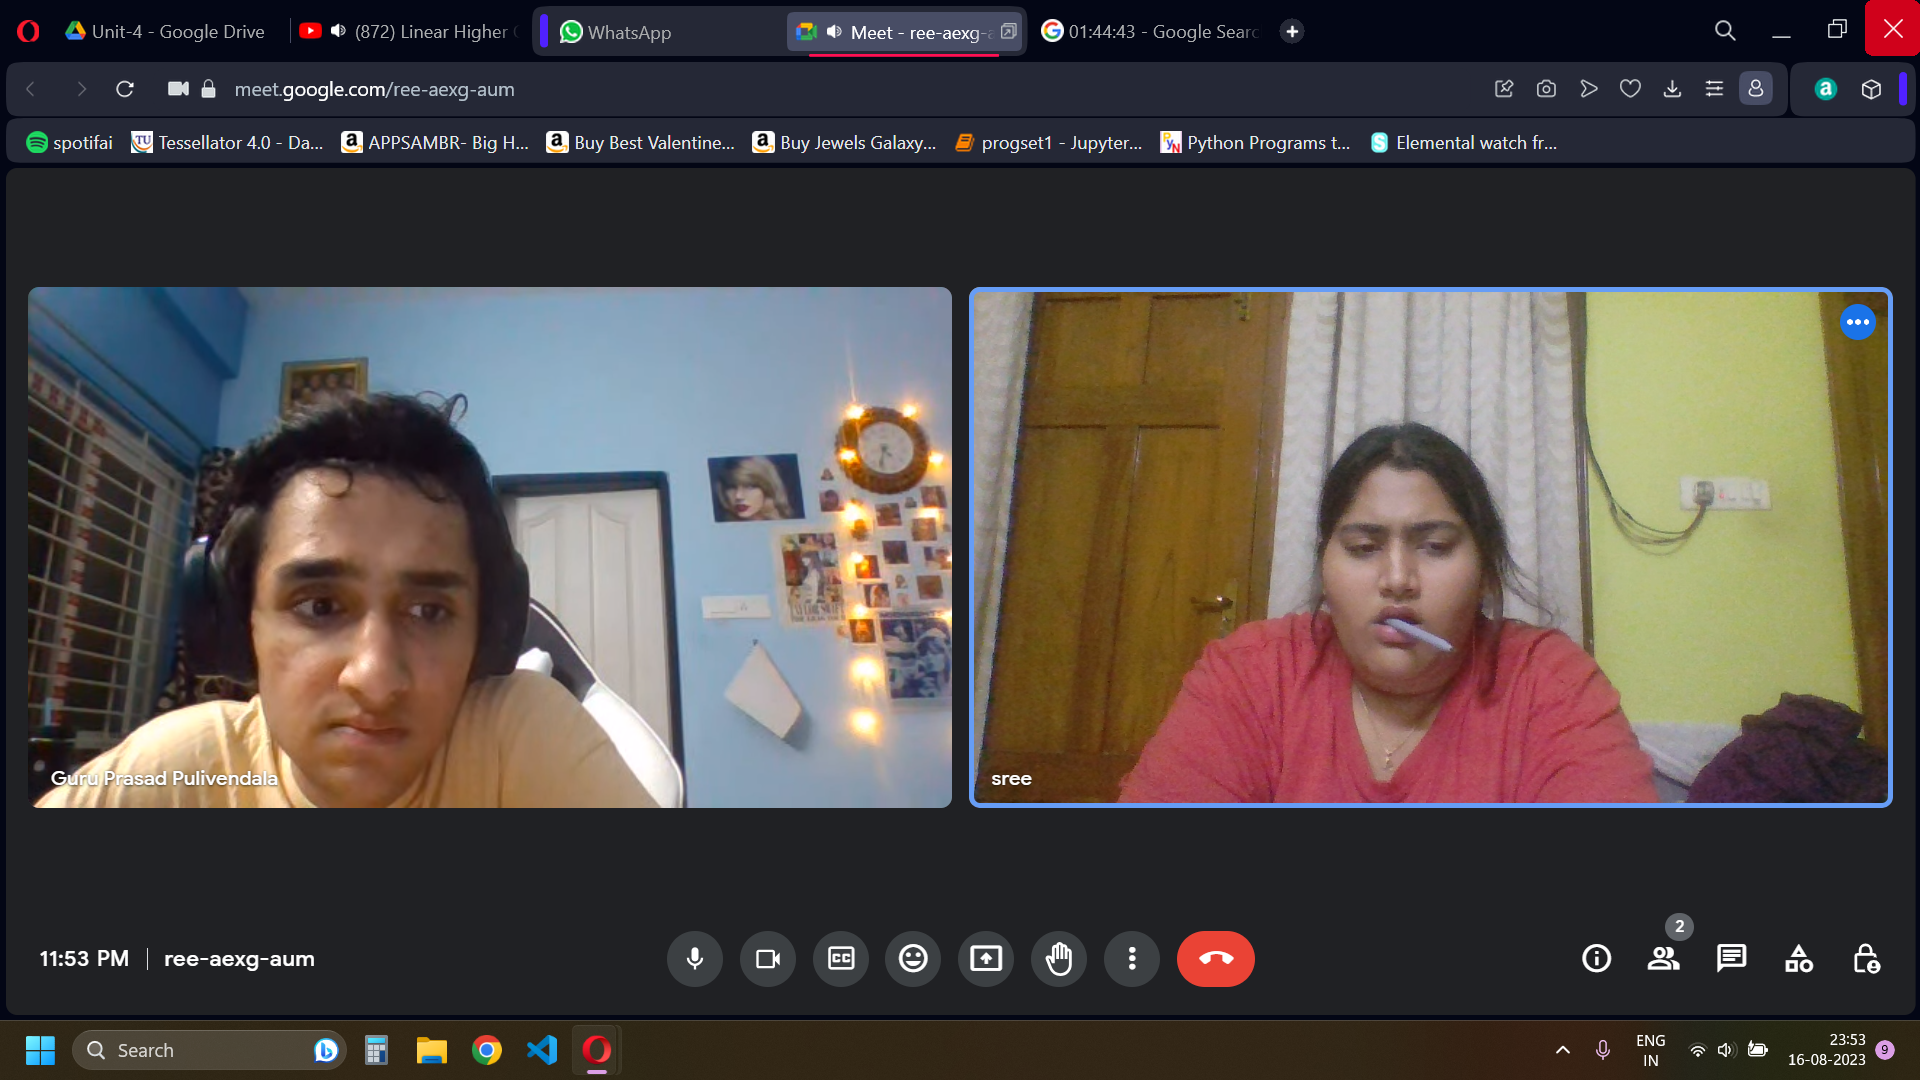 Unit-4 - Google Drive
(872) Linear Higher
WhatsApp
Meet - ree-aexg-a
01:44:43 - Google Searc
meet.google.com/ree-aexg-aum
a
spotifai
TU
Tessellator 4.0 - Da...
APPSAMBR- Big H...
Buy Best Valentine...
Buy Jewels Galaxy...
progset1 - Jupyter...
Python Programs t...
Elemental watch fr...
Guru Prasad Pulivendala
sree
11:53 PM
ree-aexg-aum
CC
2
Search
ENG
IN
23:53
16-08-2023
9